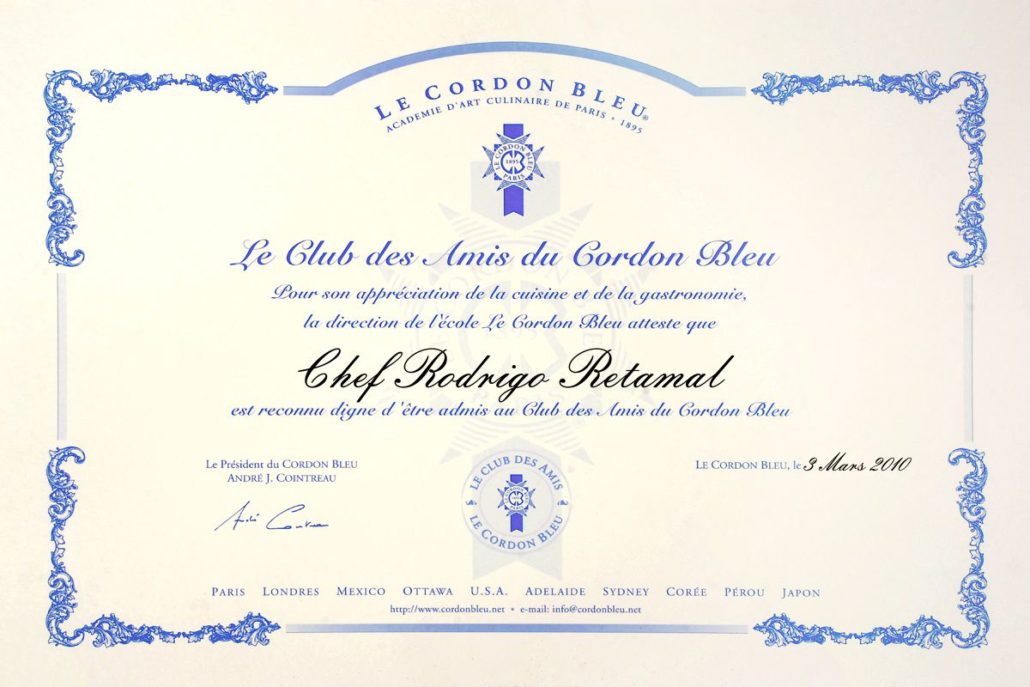 LE CORDON BLEU®
ACADEMIE D'ART CULINAIRE DE PARIS • 1895
LE CORDON BLEU
1895
PARIS
Le Club des Amis du Cordon Bleu
Pour son appréciation de la cuisine et de la gastronomie,
la direction de l'école Le Cordon Bleu atteste que
Chef Rodrigo Retamal
est reconnu digne d'être admis au Club des Amis du Cordon Bleu
Le Président du CORDON BLEU
ANDRÉ J. COINTREAU
LE CORDON BLEU, le 3 Mars 2010
André Cointreau
LE CLUB DES AMIS
LE CORDON BLEU
PARIS LONDRES MEXICO OTTAWA U.S.A. ADELAIDE SYDNEY CORÉE PÉROU JAPON
http://www.cordonbleu.net • e-mail: info@cordonbleu.net